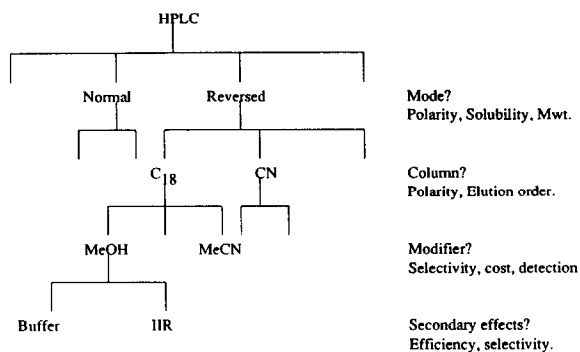 HPLC
Normal Reversed Mode?
Polarity, Solubility, Mwt.
C18 CN Column?
Polarity, Elution order.
MeOH MeCN Modifier?
Selectivity, cost, detection
Buffer IIR Secondary effects?
Efficiency, selectivity.